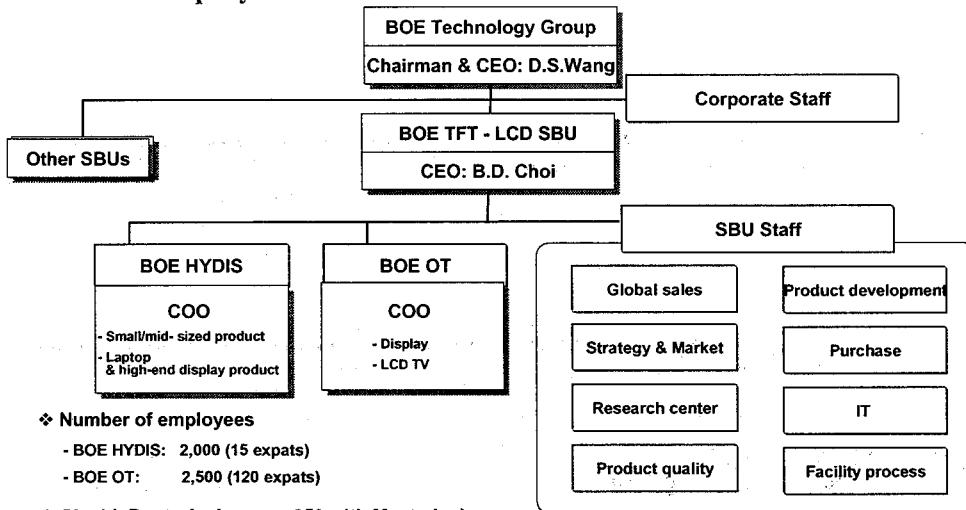 BOE Technology Group
Chairman & CEO: D.S.Wang
Corporate Staff
BOE TFT - LCD SBU
CEO: B.D. Choi
Other SBUs
SBU Staff
BOE HYDIS
COO
- Small/mid- sized product
- Laptop
& high-end display product
BOE OT
COO
- Display
- LCD TV
Global sales
Product development
Strategy & Market
Purchase
Research center
IT
Product quality
Facility process
❖ Number of employees
- BOE HYDIS: 2,000 (15 expats)
- BOE OT: 2,500 (120 expats)